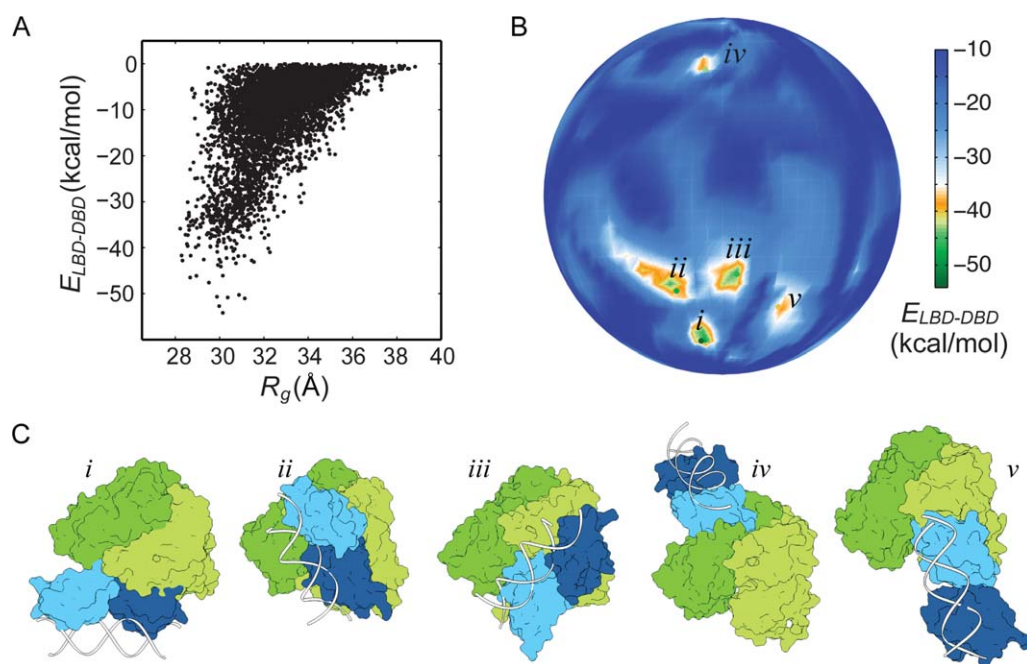 A
0
−10
−20
−30
−40
−50
E_LBD-DBD (kcal/mol)
28 30 32 34 36 38 40
R_g (Å)
B
iv
ii
iii
v
i
−10
−20
−30
−40
−50
E_LBD-DBD
(kcal/mol)
C
i
ii
iii
iv
v